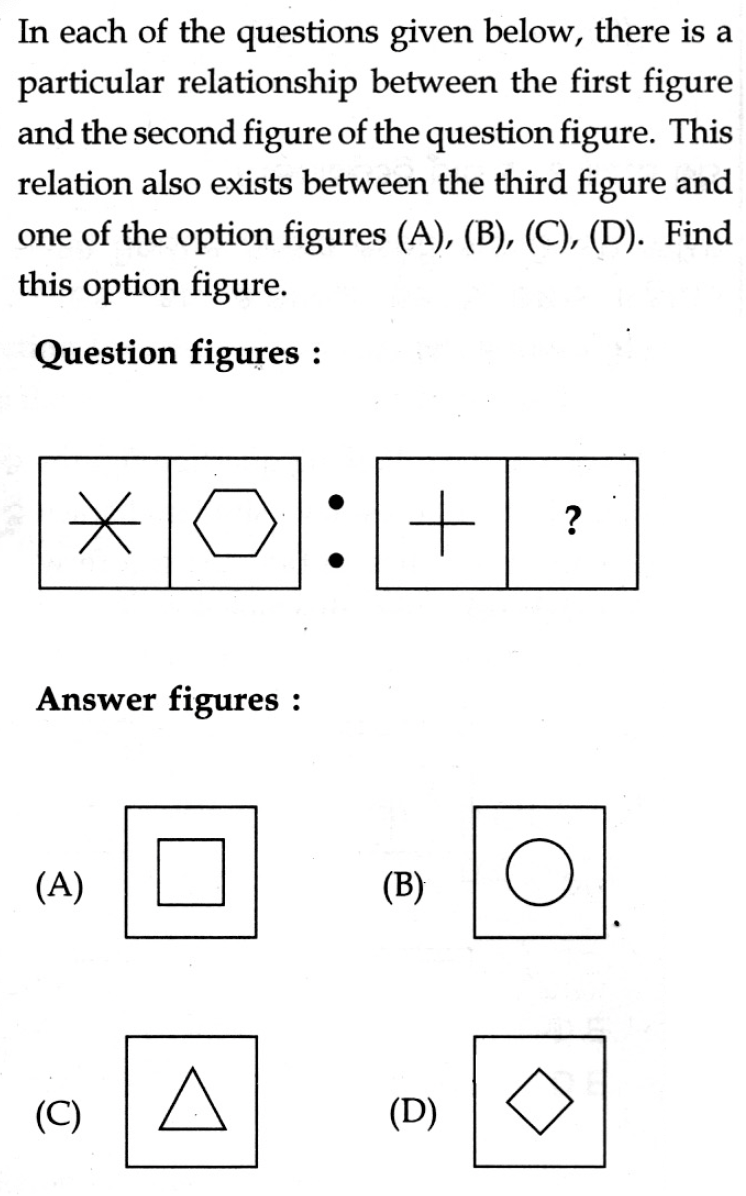 In each of the questions given below, there is a
particular relationship between the first figure
and the second figure of the question figure. This
relation also exists between the third figure and
one of the option figures (A), (B), (C), (D). Find
this option figure.
Question figures :
?
Answer figures :
(A) (B)
(C) (D)